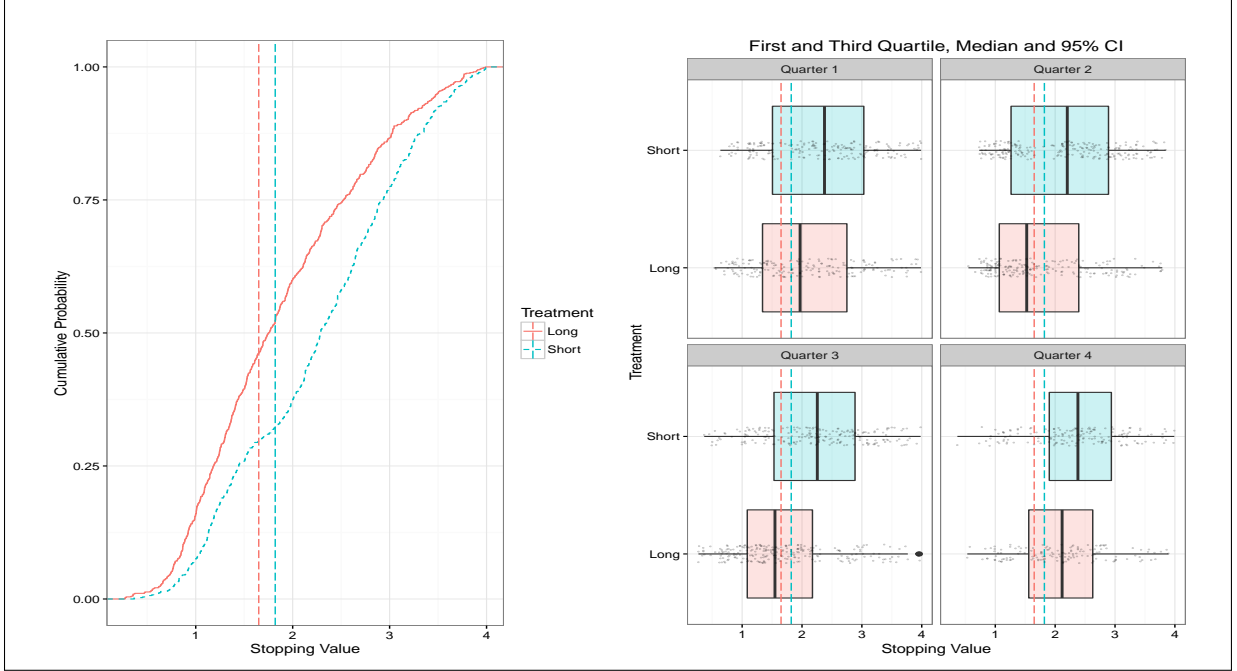 1.00
0.75
0.50
0.25
0.00
Cumulative Probability
1 2 3 4
Stopping Value
Treatment
Long
Short
First and Third Quartile, Median and 95% CI
Quarter 1
Quarter 2
Short
Long
Quarter 3
Quarter 4
Short
Long
Treatment
1 2 3 4
1 2 3 4
Stopping Value